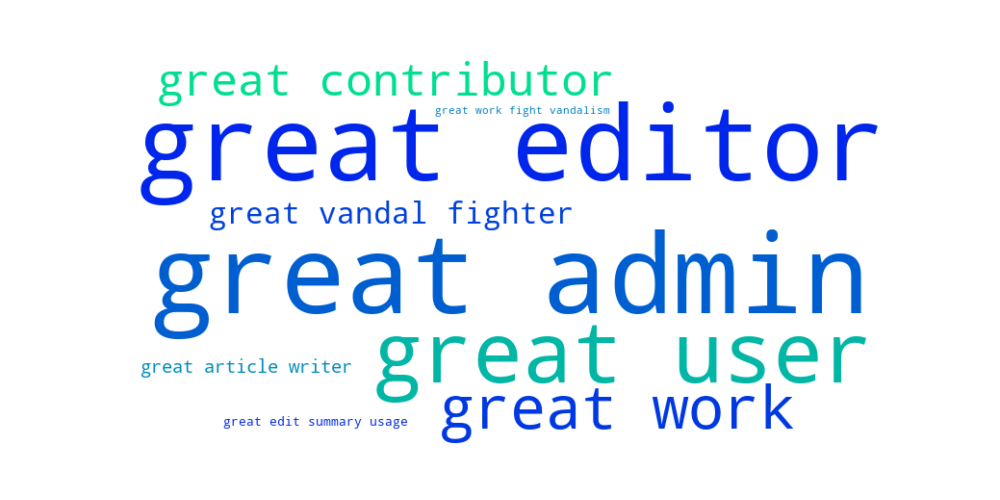 great contributor
great work fight vandalism
great editor
great vandal fighter
great admin
great user
great article writer
great work
great edit summary usage